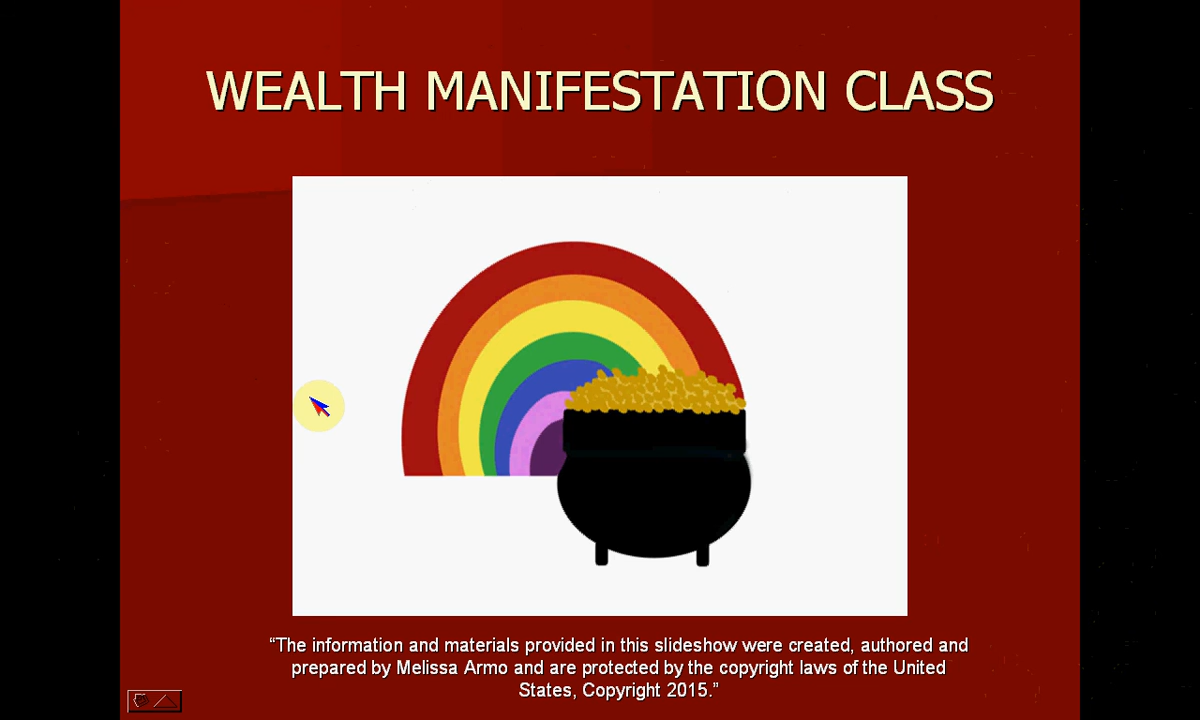 WEALTH MANIFESTATION CLASS
“The information and materials provided in this slideshow were created, authored and
prepared by Melissa Armo and are protected by the copyright laws of the United
States, Copyright 2015.”